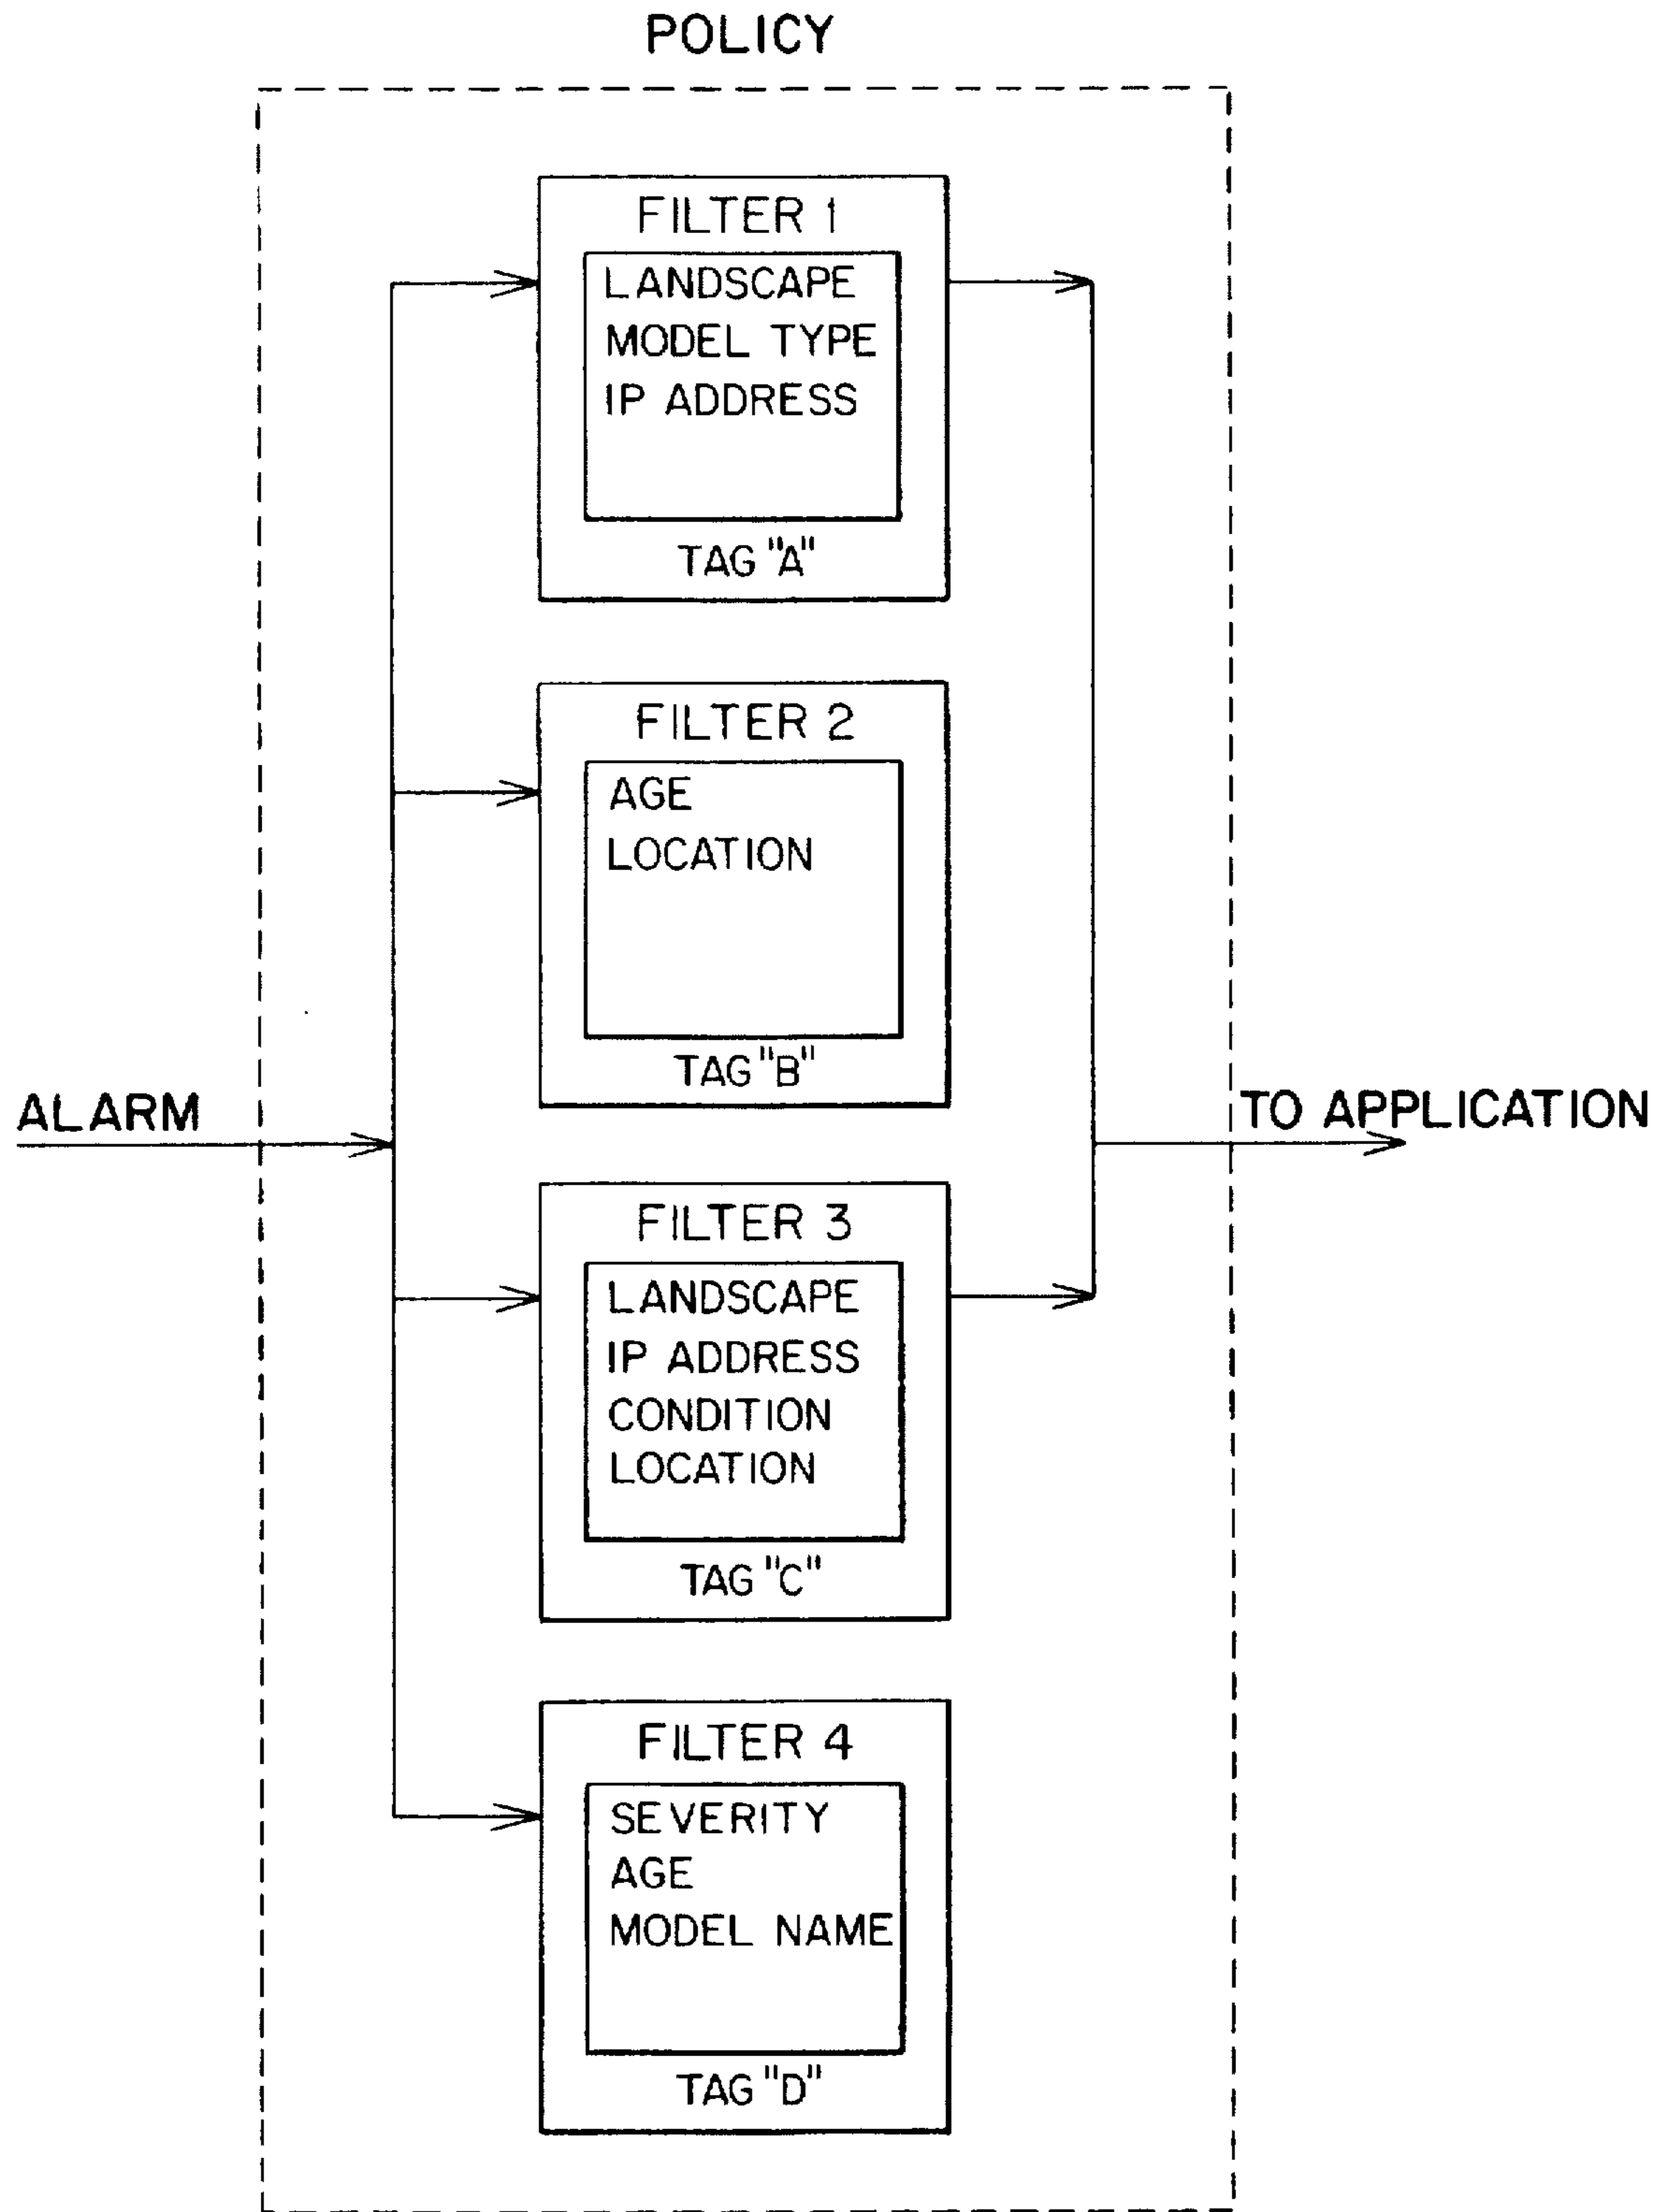 POLICY
FILTER 1
LANDSCAPE
MODEL TYPE
IP ADDRESS
TAG "A"
FILTER 2
AGE
LOCATION
TAG "B"
ALARM
TO APPLICATION
FILTER 3
LANDSCAPE
IP ADDRESS
CONDITION
LOCATION
TAG "C"
FILTER 4
SEVERITY
AGE
MODEL NAME
TAG "D"